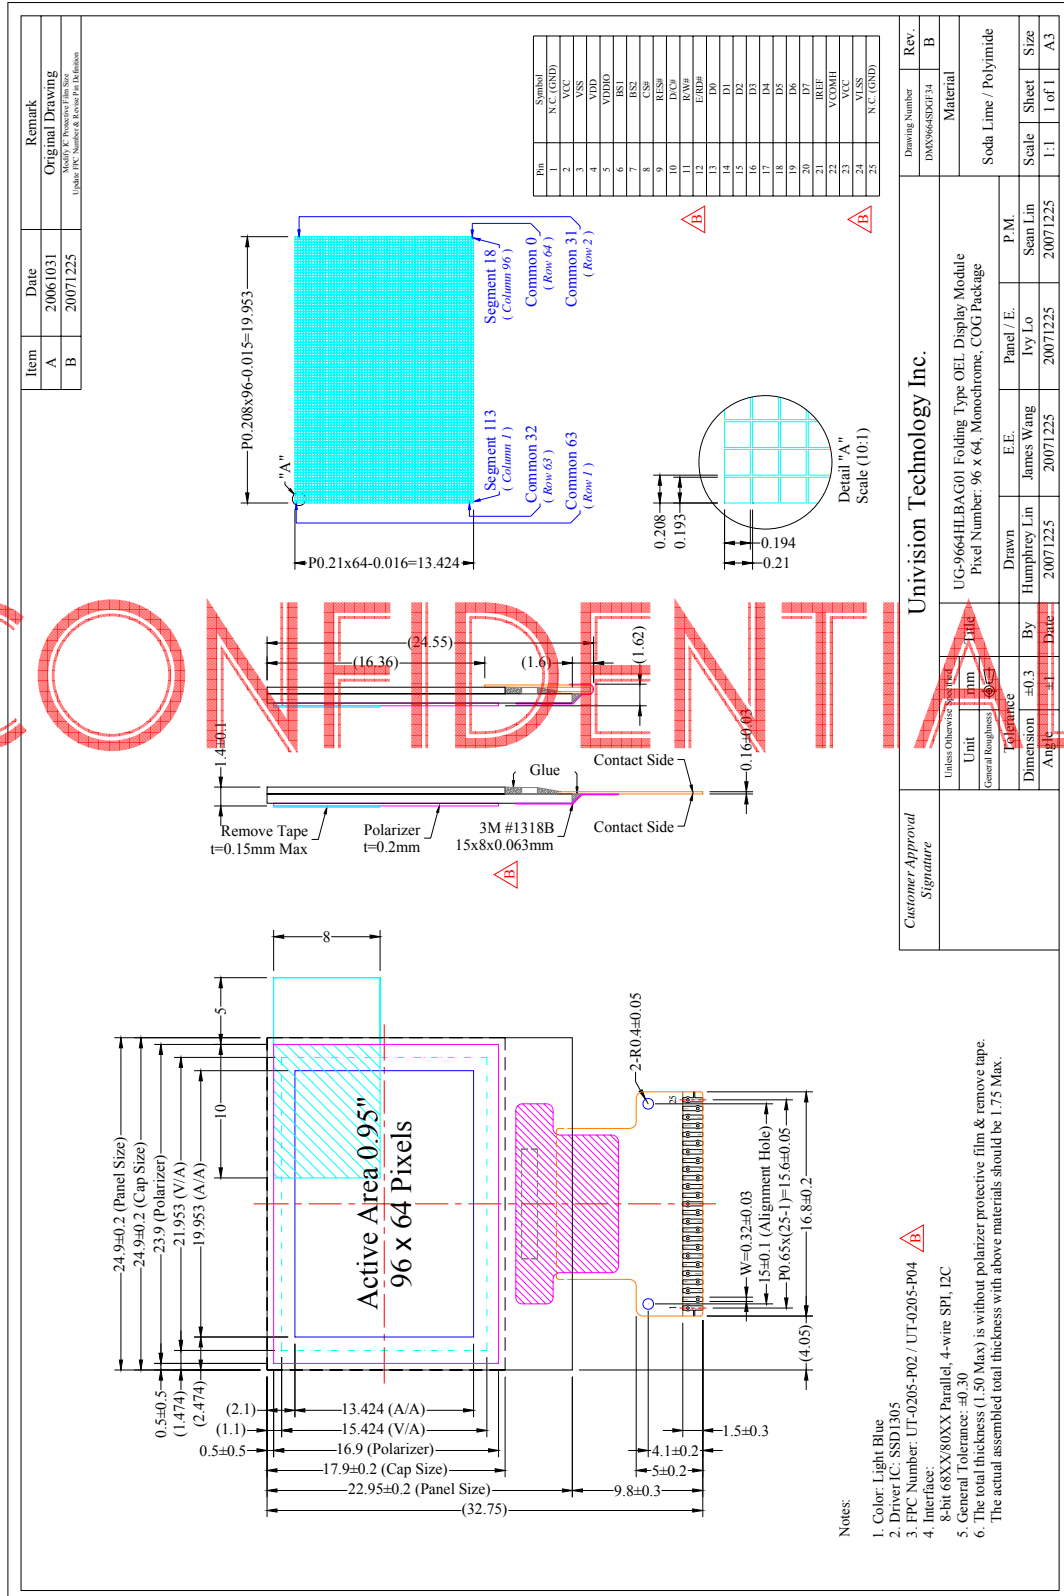 Item Date Remark
A 20061031 Original Drawing
B 20071225 Modify IC Protective Film Size
Update FPC Number & Revise Pin Definition
24.9±0.2 (Panel Size)
24.9±0.2 (Cap Size)
23.9 (Polarizer)
21.953 (V/A)
19.953 (A/A)
10
5
8
0.5±0.5
(1.474)
(2.474)
(2.1)
(1.1)
0.5±0.5
13.424 (A/A)
15.424 (V/A)
16.9 (Polarizer)
17.9±0.2 (Cap Size)
22.95±0.2 (Panel Size)
(32.75)
9.8±0.3
5±0.2
4.1±0.2
1.5±0.3
Active Area 0.95"
96 x 64 Pixels
2-R0.4±0.05
1
25
W=0.32±0.03
15±0.1 (Alignment Hole)
P0.65x(25-1)=15.6±0.05
16.8±0.2
(4.05)
1.4±0.1
Remove Tape
t=0.15mm Max
Polarizer
t=0.2mm
3M #1318B
15x8x0.063mm
B
Glue
Contact Side
Contact Side
0.16±0.03
(24.55)
(16.36)
(1.6)
(1.62)
P0.208x96-0.015=19.953
P0.21x64-0.016=13.424
"A"
Segment 113
( Column 1 )
Common 32
( Row 63 )
Common 63
( Row 1 )
Segment 18
( Column 96 )
Common 0
( Row 64 )
Common 31
( Row 2 )
0.208
0.193
0.194
0.21
Detail "A"
Scale (10:1)
Pin Symbol
1 N.C. (GND)
2 VCC
3 VSS
4 VDD
5 VDDIO
6 BS1
7 BS2
8 CS#
9 RES#
10 D/C#
11 R/W#
12 E/RD#
13 D0
14 D1
15 D2
16 D3
17 D4
18 D5
19 D6
20 D7
21 IREF
22 VCOMH
23 VCC
24 VLSS
25 N.C. (GND)
B
B
CONFIDENTIAL
Notes:
1. Color: Light Blue
2. Driver IC: SSD1305
3. FPC Number: UT-0205-P02 / UT-0205-P04
B
4. Interface:
8-bit 68XX/80XX Parallel, 4-wire SPI, I2C
5. General Tolerance: ±0.30
6. The total thickness (1.50 Max) is without polarizer protective film & remove tape.
The actual assembled total thickness with above materials should be 1.75 Max.
Customer Approval
Signature
Univision Technology Inc.
Drawing Number Rev.
DMX9664SDGF34 B
Unless Otherwise Specified
Unit mm
General Roughness
Tolerance
Dimension ±0.3
Angle ±1
Title
UG-9664HLBAG01 Folding Type OEL Display Module
Pixel Number: 96 x 64, Monochrome, COG Package
Material
Soda Lime / Polyimide
Drawn E.E. Panel / E. P.M.
By Humphrey Lin James Wang Ivy Lo Sean Lin
Date 20071225 20071225 20071225 20071225
Scale Sheet Size
1:1 1 of 1 A3